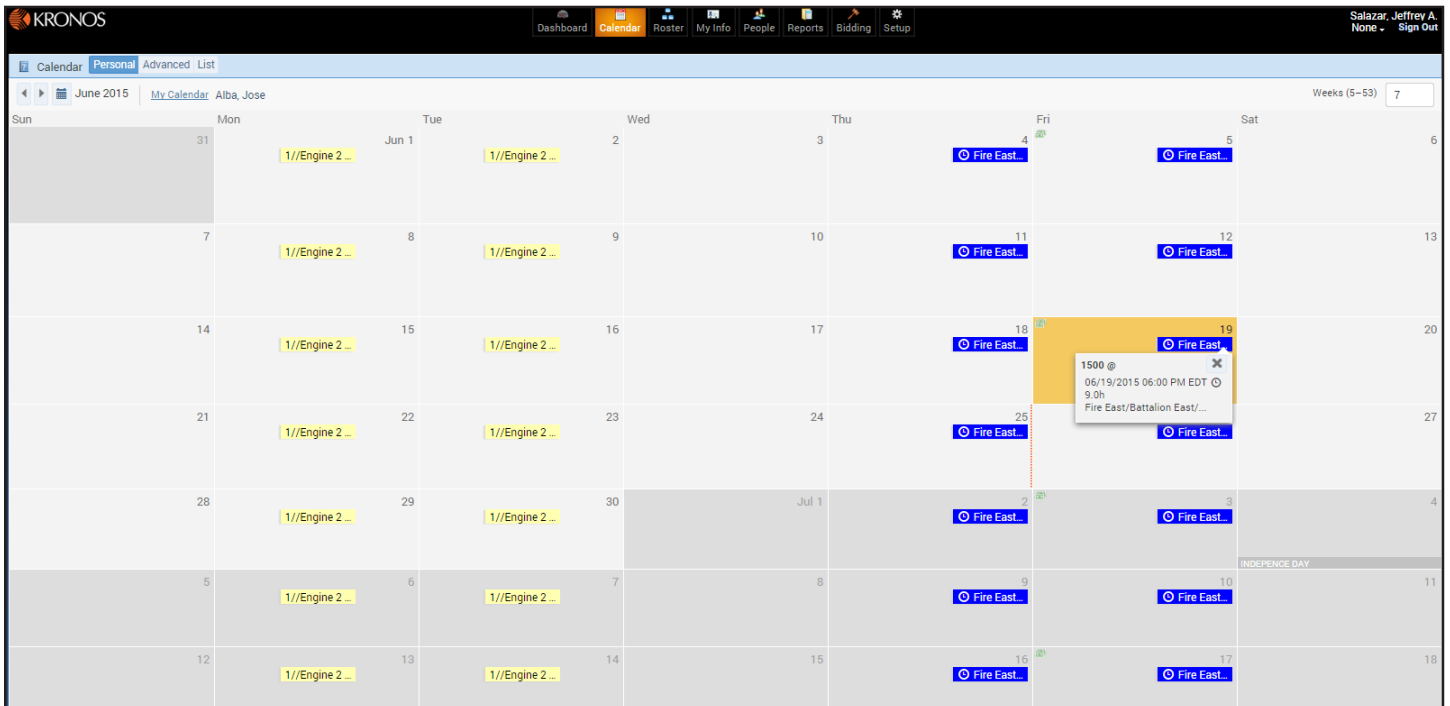 KRONOS
Dashboard Calendar Roster My Info People Reports Bidding Setup
Salazar, Jeffrey A.
None Sign Out
Calendar Personal Advanced List
June 2015 My Calendar Alba, Jose
Weeks (5–53) 7
Sun Mon Tue Wed Thu Fri Sat
31 Jun 1 2 3 4 5 6
1//Engine 2 ... 1//Engine 2 ... Fire East... Fire East...
7 8 9 10 11 12 13
1//Engine 2 ... 1//Engine 2 ... Fire East... Fire East...
14 15 16 17 18 19 20
1//Engine 2 ... 1//Engine 2 ... Fire East... Fire East...
1500 @
06/19/2015 06:00 PM EDT
9.0h
Fire East/Battalion East/...
21 22 23 24 25 27
1//Engine 2 ... 1//Engine 2 ... Fire East... Fire East...
28 29 30 Jul 1 2 3 4
1//Engine 2 ... 1//Engine 2 ... Fire East... Fire East...
INDEPENCE DAY
5 6 7 8 9 10 11
1//Engine 2 ... 1//Engine 2 ... Fire East... Fire East...
12 13 14 15 16 17 18
1//Engine 2 ... 1//Engine 2 ... Fire East... Fire East...